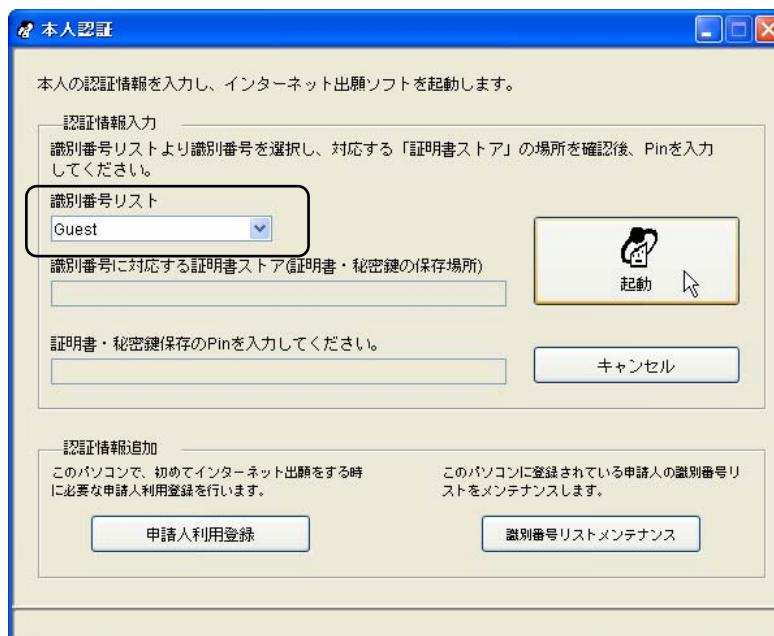 本人認証
本人の認証情報を入力し、インターネット出願ソフトを起動します。
認証情報入力
識別番号リストより識別番号を選択し、対応する「証明書ストア」の場所を確認後、Pinを入力
してください。
識別番号リスト
Guest
識別番号に対応する証明書ストア(証明書・秘密鍵の保存場所)
起動
証明書・秘密鍵保存のPinを入力してください。
キャンセル
認証情報追加
このパソコンで、初めてインターネット出願をする時
に必要な申請人利用登録を行います。
申請人利用登録
このパソコンに登録されている申請人の識別番号リ
ストをメンテナンスします。
識別番号リストメンテナンス